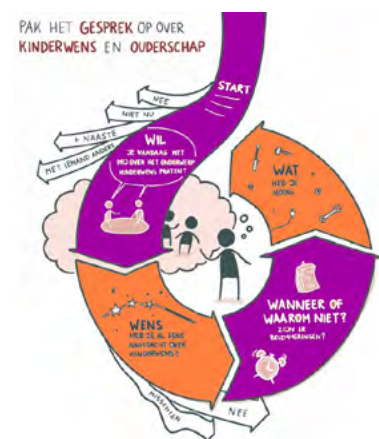 PAK HET GESPREK OP OVER
KINDERWENS EN OUDERSCHAP
START
NEE
NIET NU
+ NAASTE
MET IEMAND ANDERS
WIL
JE VANDAAG MET
MIJ OVER HET ONDERWERP
KINDERWENS PRATEN?
WENS
HEB JE AL EENS
NAGEDACHT OVER
KINDERWENS?
MISSCHIEN
NEE
WANNEER OF
WAAROM NIET?
ZIJN ER
BELEMMERINGEN?
WAT
HEB JE
NODIG